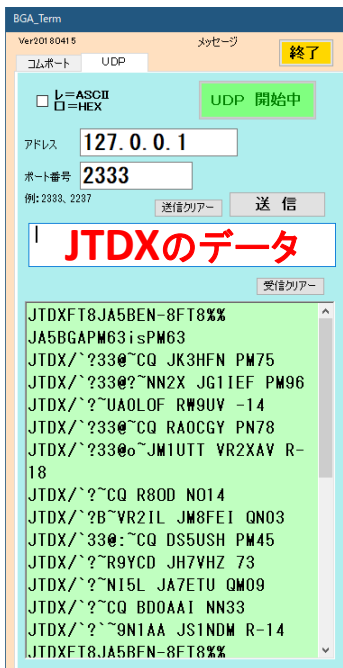 BGA_Term
Ver20180415
メッセージ
終了
コムポート UDP
レ=ASCII
ロ=HEX
UDP 開始中
アドレス 127.0.0.1
ポート番号 2333
例: 2333、2237
送信クリアー 送 信
JTDXのデータ
受信クリアー
JTDXFT8JA5BEN-8FT8%%
JA5BGAPM63isPM63
JTDX/`?33@~CQ JK3HFN PM75
JTDX/`?33@?~NN2X JG1IEF PM96
JTDX/`?~UA0LOF RW9UV -14
JTDX/`?33@~CQ RA0CGY PN78
JTDX/`?33@o~JM1UTT VR2XAV R-
18
JTDX/`?~CQ R8OD NO14
JTDX/`?B~VR2IL JM8FEI QN03
JTDX/`33@:~CQ DS5USH PM45
JTDX/`?~R9YCD JH7VHZ 73
JTDX/`?~NI5L JA7ETU QM09
JTDX/`?~CQ BD0AAI NN33
JTDX/`?`~9N1AA JS1NDM R-14
JTDXFT8JA5BEN-8FT8%%